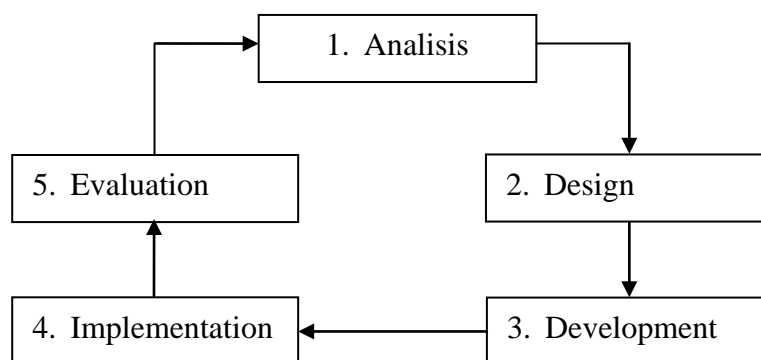 1. Analisis
2. Design
3. Development
4. Implementation
5. Evaluation